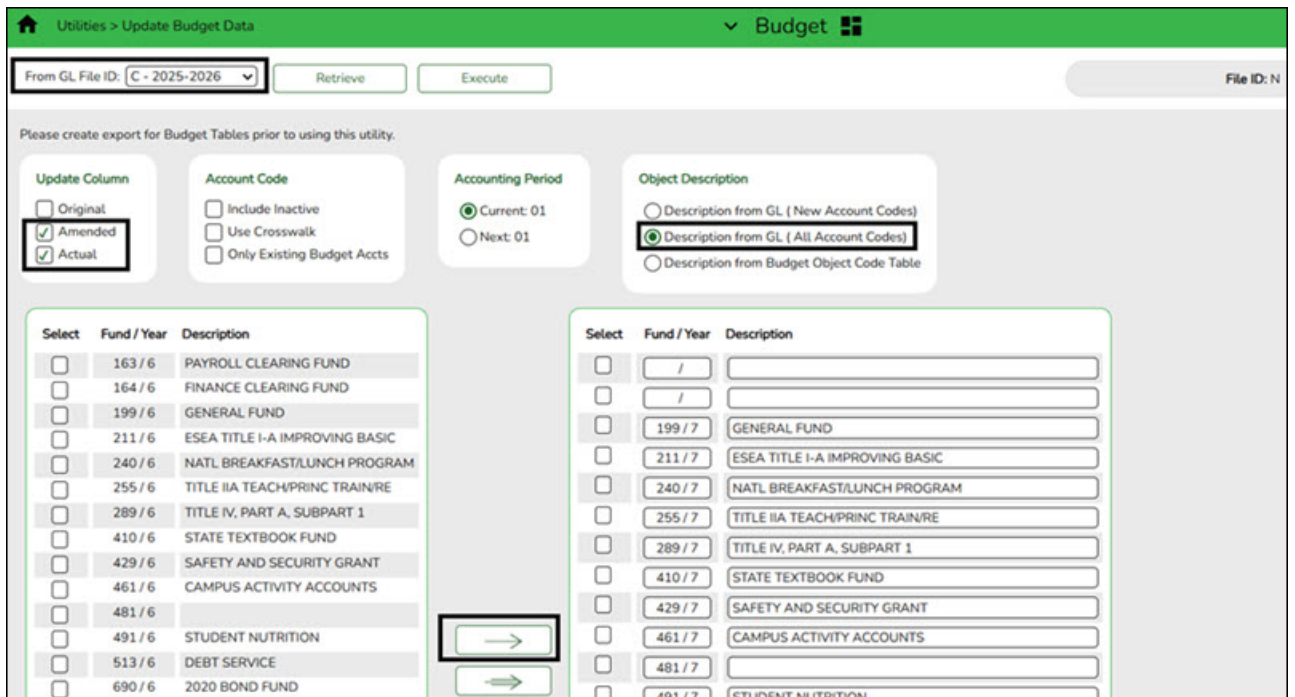 Utilities > Update Budget Data
Budget
From GL File ID: C - 2025-2026
Retrieve
Execute
File ID: N
Please create export for Budget Tables prior to using this utility.
Update Column
Original
Amended
Actual
Account Code
Include Inactive
Use Crosswalk
Only Existing Budget Accts
Accounting Period
Current: 01
Next: 01
Object Description
Description from GL ( New Account Codes)
Description from GL ( All Account Codes)
Description from Budget Object Code Table
Select Fund / Year Description
163 / 6 PAYROLL CLEARING FUND
164 / 6 FINANCE CLEARING FUND
199 / 6 GENERAL FUND
211 / 6 ESEA TITLE I-A IMPROVING BASIC
240 / 6 NATL BREAKFAST/LUNCH PROGRAM
255 / 6 TITLE IIA TEACH/PRINC TRAIN/RE
289 / 6 TITLE IV, PART A, SUBPART 1
410 / 6 STATE TEXTBOOK FUND
429 / 6 SAFETY AND SECURITY GRANT
461 / 6 CAMPUS ACTIVITY ACCOUNTS
481 / 6
491 / 6 STUDENT NUTRITION
513 / 6 DEBT SERVICE
690 / 6 2020 BOND FUND
Select Fund / Year Description
/
/
199 / 7 GENERAL FUND
211 / 7 ESEA TITLE I-A IMPROVING BASIC
240 / 7 NATL BREAKFAST/LUNCH PROGRAM
255 / 7 TITLE IIA TEACH/PRINC TRAIN/RE
289 / 7 TITLE IV, PART A, SUBPART 1
410 / 7 STATE TEXTBOOK FUND
429 / 7 SAFETY AND SECURITY GRANT
461 / 7 CAMPUS ACTIVITY ACCOUNTS
481 / 7
491 / 7 STUDENT NUTRITION